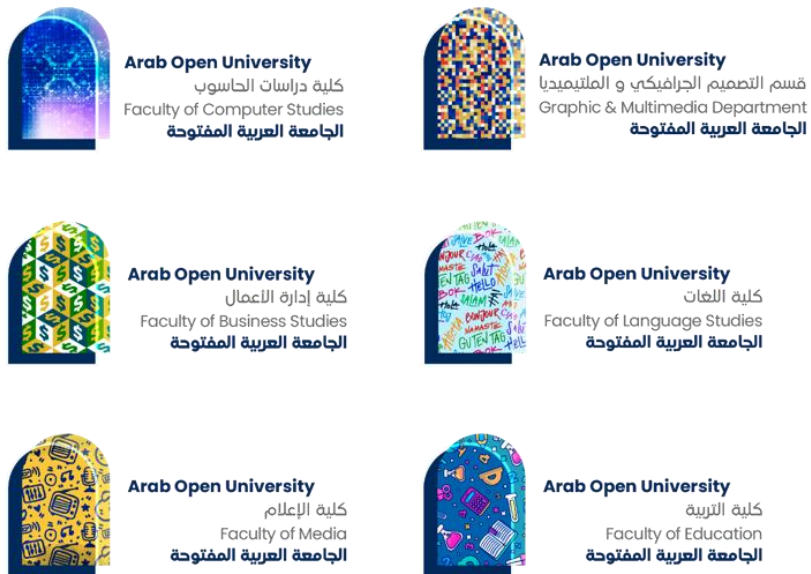 Arab Open University
كلية دراسات الحاسوب
Faculty of Computer Studies
الجامعة العربية المفتوحة
Arab Open University
قسم التصميم الجرافيكي و الملتيميديا
Graphic & Multimedia Department
الجامعة العربية المفتوحة
Arab Open University
كلية إدارة الأعمال
Faculty of Business Studies
الجامعة العربية المفتوحة
Arab Open University
كلية اللغات
Faculty of Language Studies
الجامعة العربية المفتوحة
Arab Open University
كلية الإعلام
Faculty of Media
الجامعة العربية المفتوحة
Arab Open University
كلية التربية
Faculty of Education
الجامعة العربية المفتوحة